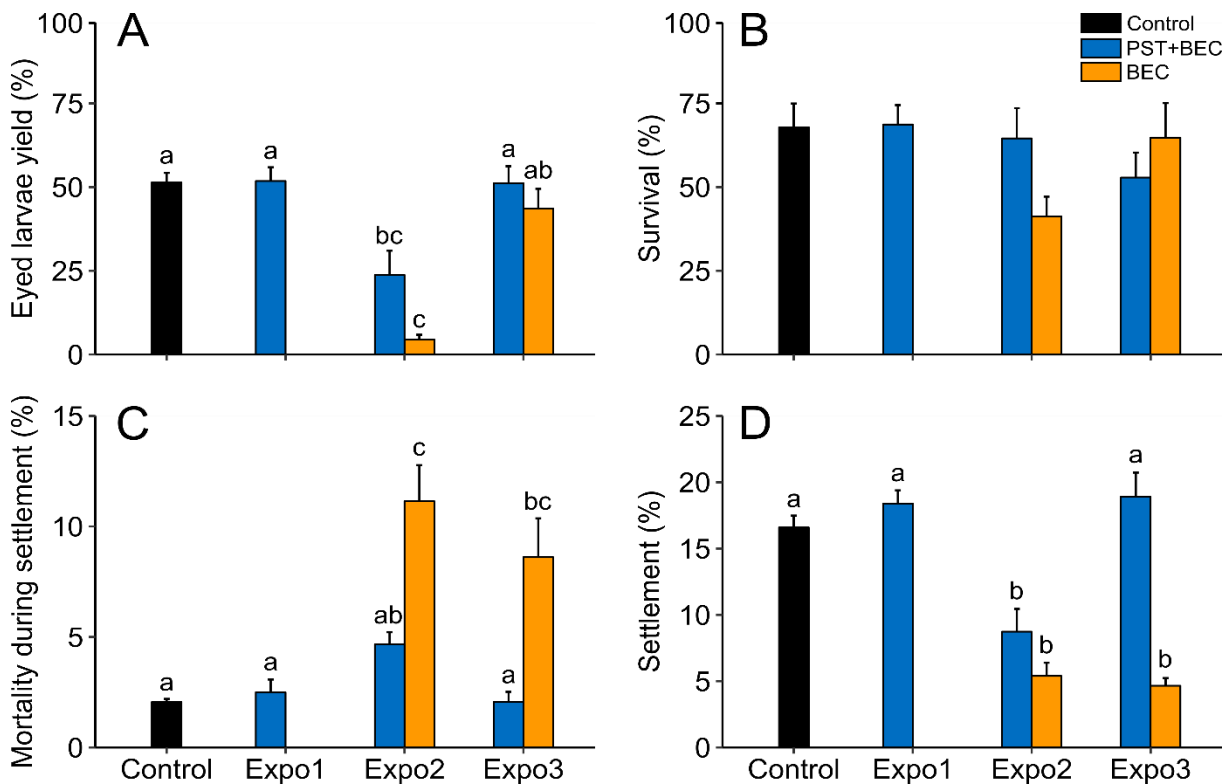 A
Eyed larvae yield (%)
100
75
50
25
0
a
a
bc
c
a
ab
B
Survival (%)
100
75
50
25
0
Control
PST+BEC
BEC
C
Mortality during settlement (%)
15
10
5
0
a
a
ab
c
a
bc
Control
Expo1
Expo2
Expo3
D
Settlement (%)
25
20
15
10
5
0
a
a
b
b
a
b
Control
Expo1
Expo2
Expo3